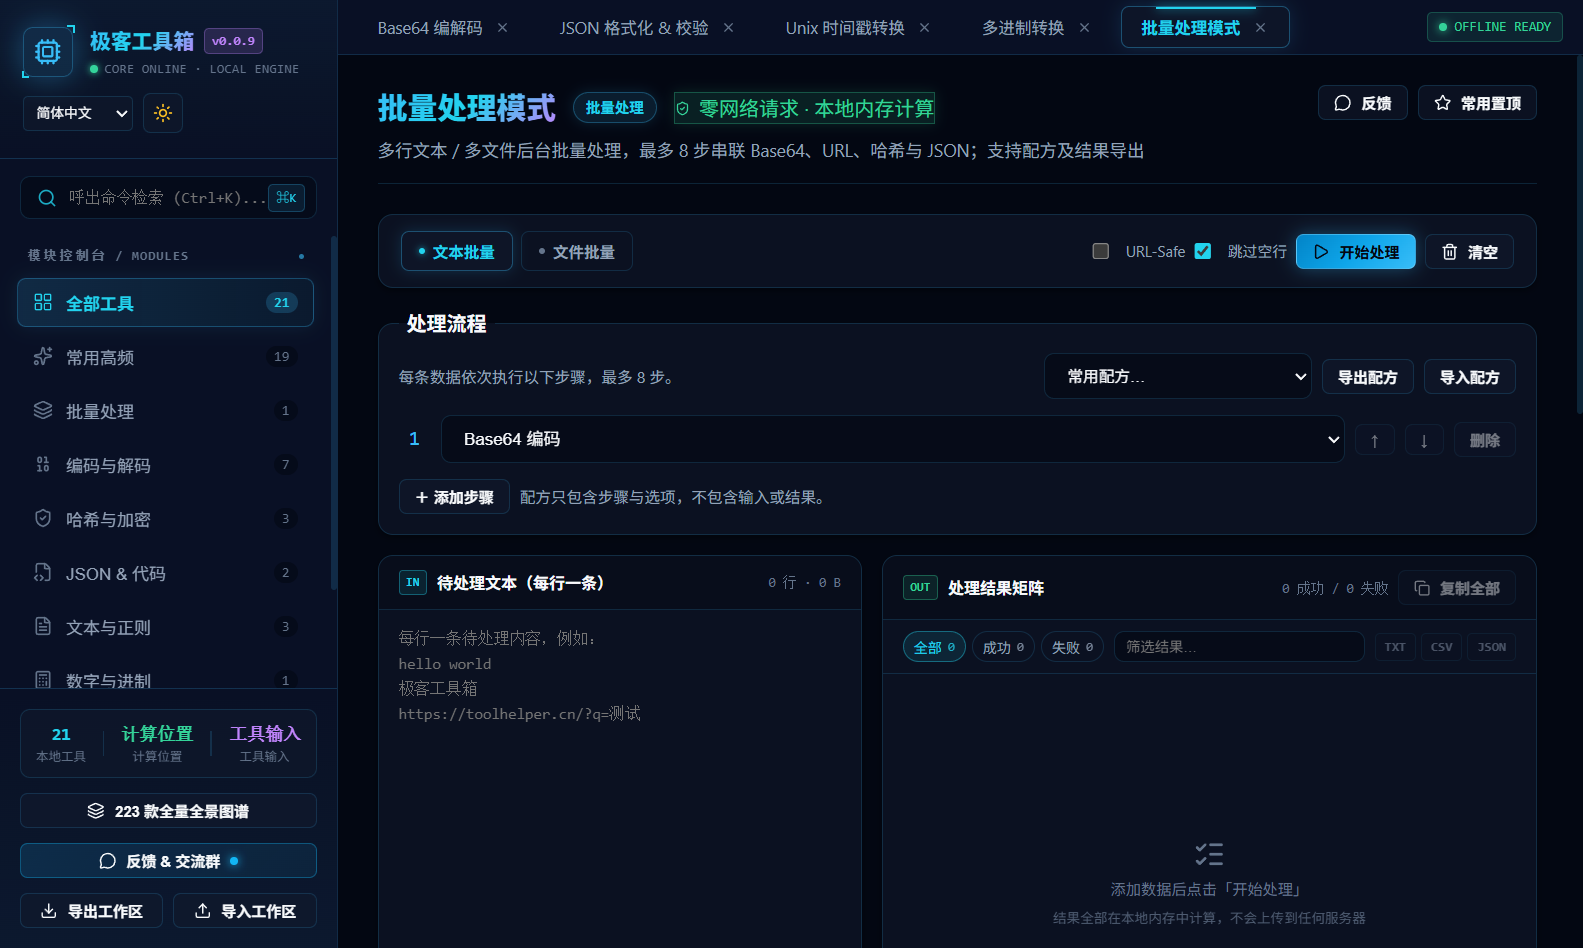 极客工具箱 v0.0.9
CORE ONLINE · LOCAL ENGINE
简体中文
呼出命令检索 (Ctrl+K)... ⌘K
模块控制台 / MODULES
全部工具 21
常用高频 19
批量处理 1
编码与解码 7
哈希与加密 3
JSON & 代码 2
文本与正则 3
数字与进制 1
21 计算位置 工具输入
本地工具 计算位置 工具输入
223 款全量全景图谱
反馈 & 交流群
导出工作区 导入工作区
Base64 编解码 × JSON 格式化 & 校验 × Unix 时间戳转换 × 多进制转换 × 批量处理模式 × OFFLINE READY
批量处理模式 批量处理 零网络请求 · 本地内存计算 反馈 常用置顶
多行文本 / 多文件后台批量处理，最多 8 步串联 Base64、URL、哈希与 JSON；支持配方及结果导出
文本批量 文件批量 URL-Safe 跳过空行 开始处理 清空
处理流程
每条数据依次执行以下步骤，最多 8 步。 常用配方... 导出配方 导入配方
1 Base64 编码 ↑ ↓ 删除
+ 添加步骤 配方只包含步骤与选项，不包含输入或结果。
IN 待处理文本（每行一条） 0 行 · 0 B
每行一条待处理内容，例如：
hello world
极客工具箱
https://toolhelper.cn/?q=测试
OUT 处理结果矩阵 0 成功 / 0 失败 复制全部
全部 0 成功 0 失败 0 筛选结果... TXT CSV JSON
添加数据后点击「开始处理」
结果全部在本地内存中计算，不会上传到任何服务器